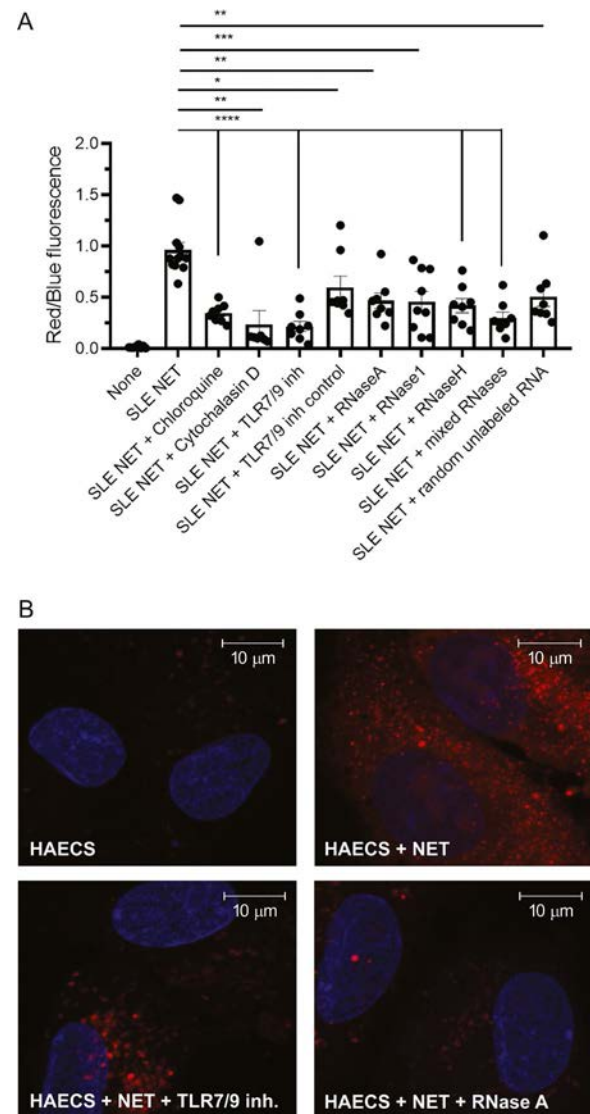 A
**
***
**
*
**
****
Red/Blue fluorescence
2.0
1.5
1.0
0.5
0.0
None
SLE NET
SLE NET + Chloroquine
SLE NET + Cytochalasin D
SLE NET + TLR7/9 inh
SLE NET + TLR7/9 inh control
SLE NET + RNaseA
SLE NET + RNase1
SLE NET + RNaseH
SLE NET + mixed RNases
SLE NET + random unlabeled RNA
B
10 μm
HAECS
10 μm
HAECS + NET
10 μm
HAECS + NET + TLR7/9 inh.
10 μm
HAECS + NET + RNase A